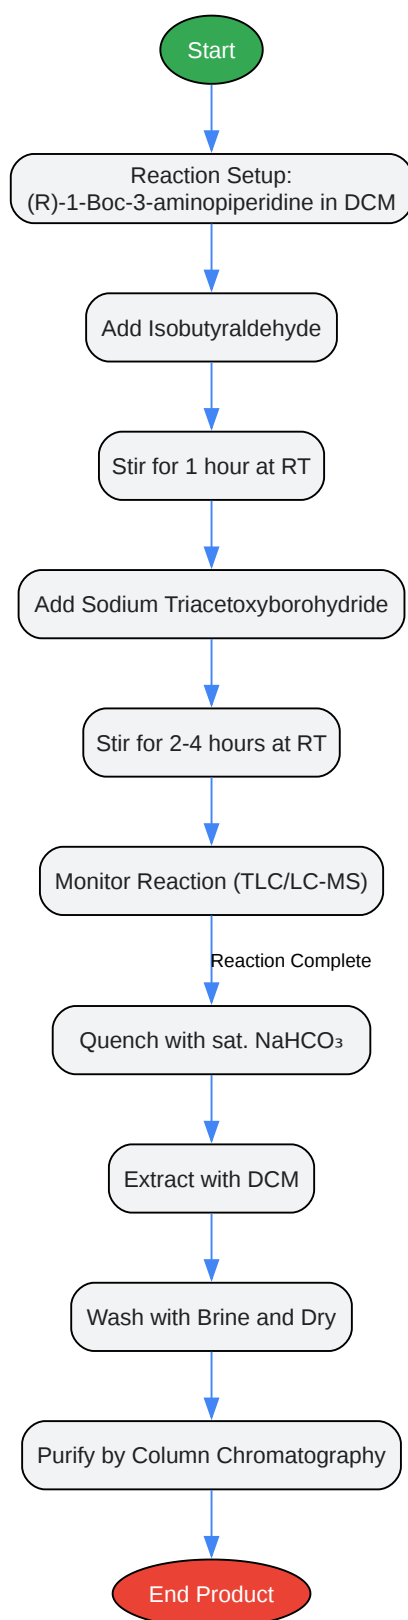 Start
Reaction Setup:
(R)-1-Boc-3-aminopiperidine in DCM
Add Isobutyraldehyde
Stir for 1 hour at RT
Add Sodium Triacetoxyborohydride
Stir for 2-4 hours at RT
Monitor Reaction (TLC/LC-MS)
Reaction Complete
Quench with sat. NaHCO₃
Extract with DCM
Wash with Brine and Dry
Purify by Column Chromatography
End Product